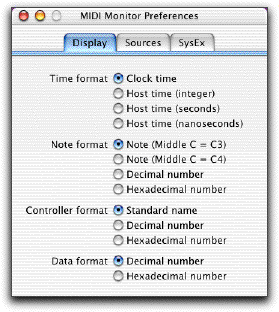 MIDI Monitor Preferences
Display Sources SysEx
Time format Clock time
Host time (integer)
Host time (seconds)
Host time (nanoseconds)
Note format Note (Middle C = C3)
Note (Middle C = C4)
Decimal number
Hexadecimal number
Controller format Standard name
Decimal number
Hexadecimal number
Data format Decimal number
Hexadecimal number